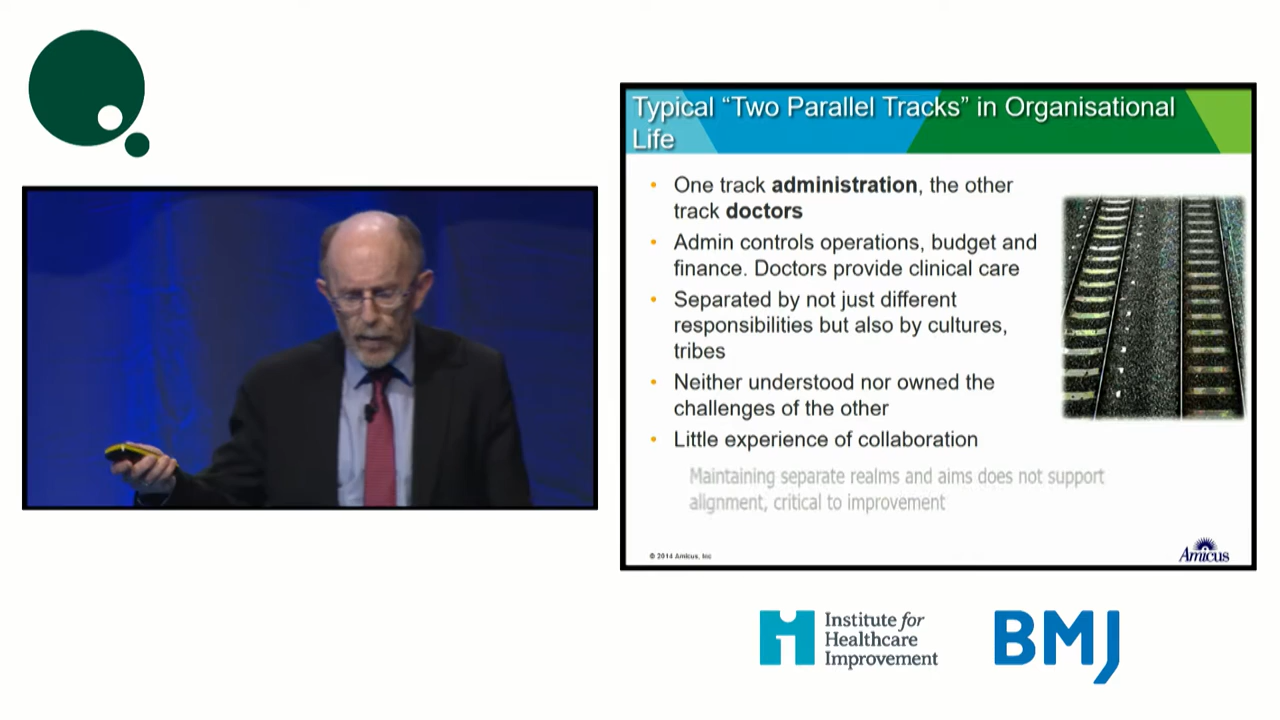 Typical “Two Parallel Tracks” in Organisational
Life
• One track administration, the other
track doctors
• Admin controls operations, budget and
finance. Doctors provide clinical care
• Separated by not just different
responsibilities but also by cultures,
tribes
• Neither understood nor owned the
challenges of the other
• Little experience of collaboration
Maintaining separate realms and aims does not support
alignment, critical to improvement
© 2014 Amicus, Inc
Amicus
Institute for
Healthcare
Improvement
BMJ